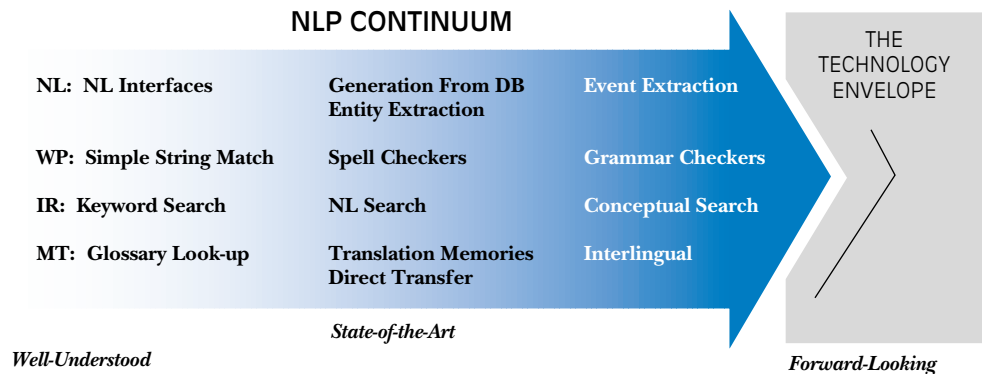 NLP CONTINUUM
THE
TECHNOLOGY
ENVELOPE
NL: NL Interfaces
Generation From DB
Entity Extraction
Event Extraction
WP: Simple String Match
Spell Checkers
Grammar Checkers
IR: Keyword Search
NL Search
Conceptual Search
MT: Glossary Look-up
Translation Memories
Direct Transfer
Interlingual
State-of-the-Art
Well-Understood
Forward-Looking